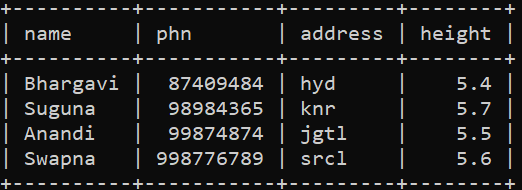 +----------+-----------+---------+--------+
| name     | phn       | address | height |
+----------+-----------+---------+--------+
| Bhargavi |  87409484 | hyd     |    5.4 |
| Suguna   |  98984365 | knr     |    5.7 |
| Anandi   |  99874874 | jgtl    |    5.5 |
| Swapna   | 998776789 | srcl    |    5.6 |
+----------+-----------+---------+--------+